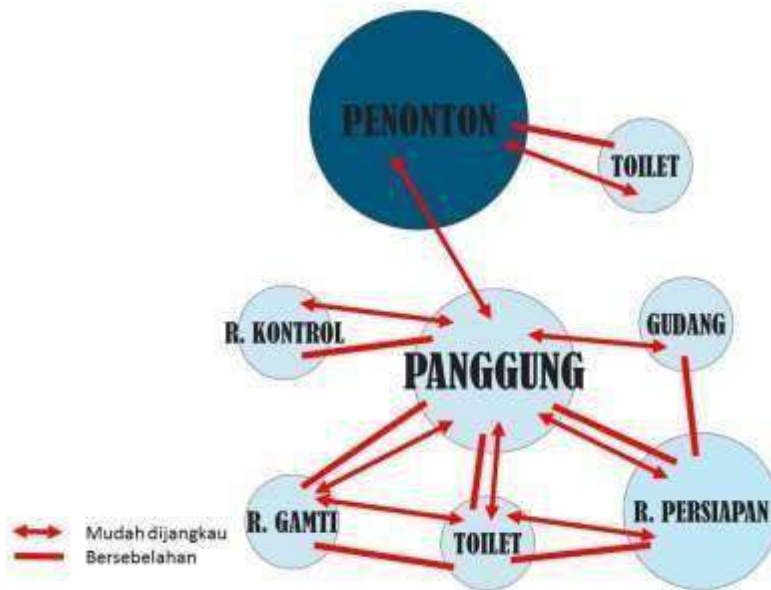 PENONTON
TOILET
R. KONTROL
GUDANG
PANGGUNG
R. GAMTI
TOILET
R. PERSIAPAN
Mudah dijangkau
Bersebelahan